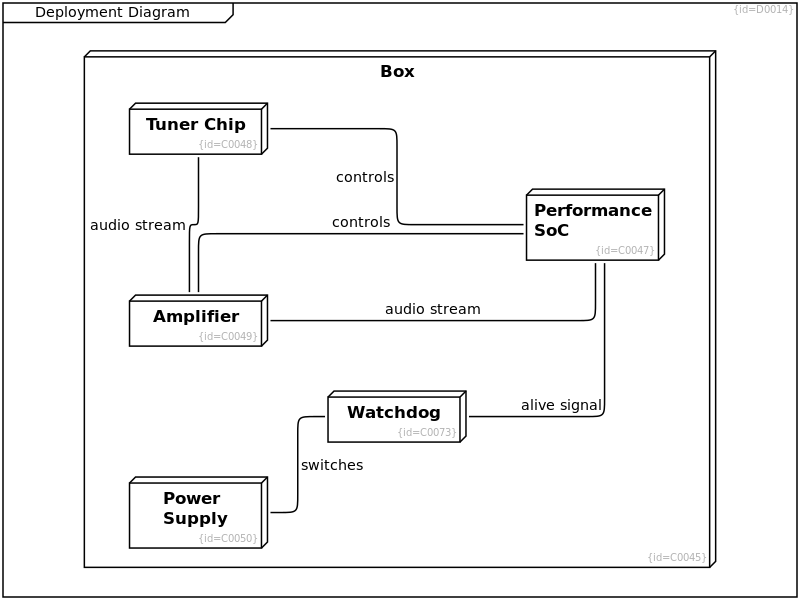 Deployment Diagram
{id=D0014}
Box
Tuner Chip
{id=C0048}
controls
Performance
SoC
{id=C0047}
audio stream
controls
Amplifier
{id=C0049}
audio stream
Watchdog
{id=C0073}
alive signal
switches
Power
Supply
{id=C0050}
{id=C0045}